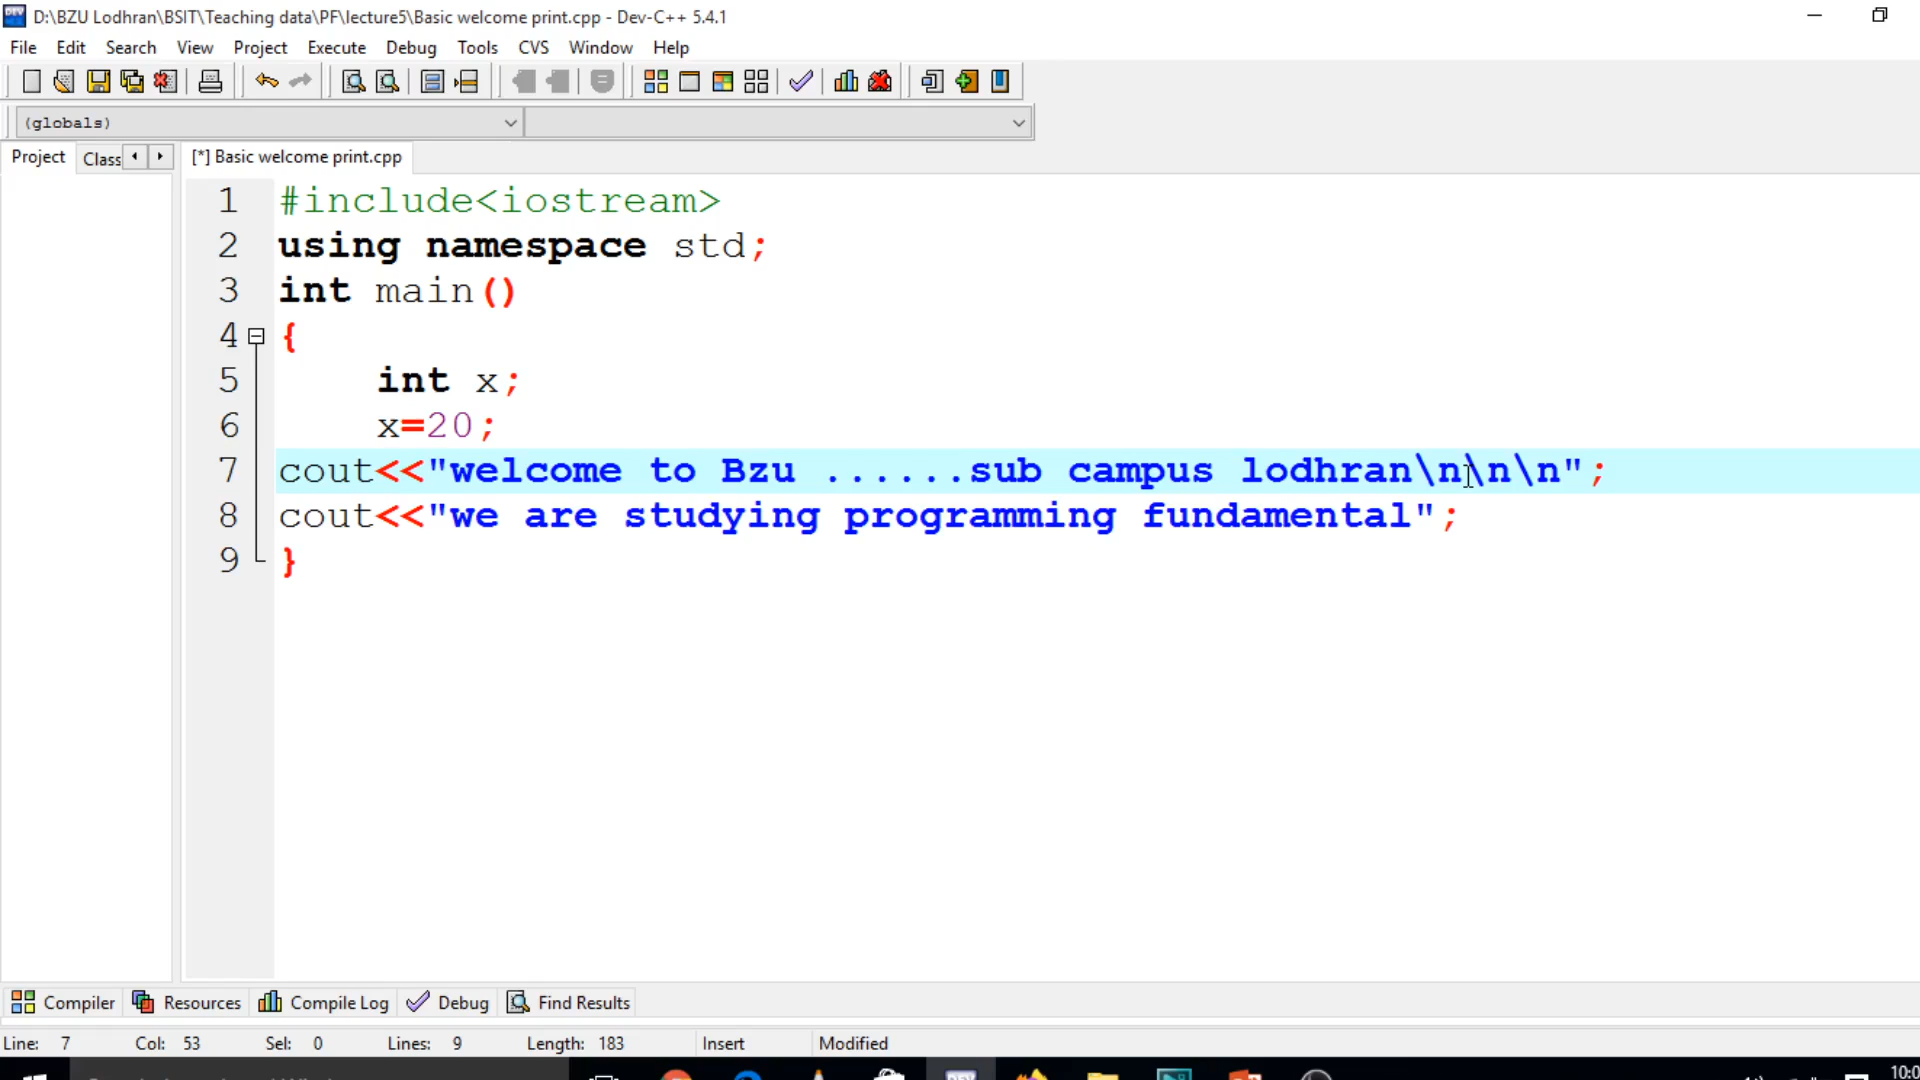 D:\BZU Lodhran\BSIT\Teaching data\PF\lecture5\Basic welcome print.cpp - Dev-C++ 5.4.1
File Edit Search View Project Execute Debug Tools CVS Window Help
(globals)
Project Class [*] Basic welcome print.cpp
1 #include<iostream>
2 using namespace std;
3 int main()
4 {
5 int x;
6 x=20;
7 cout<<"welcome to Bzu ......sub campus lodhran\n\n\n";
8 cout<<"we are studying programming fundamental";
9 }
Compiler Resources Compile Log Debug Find Results
Line: 7 Col: 53 Sel: 0 Lines: 9 Length: 183 Insert Modified